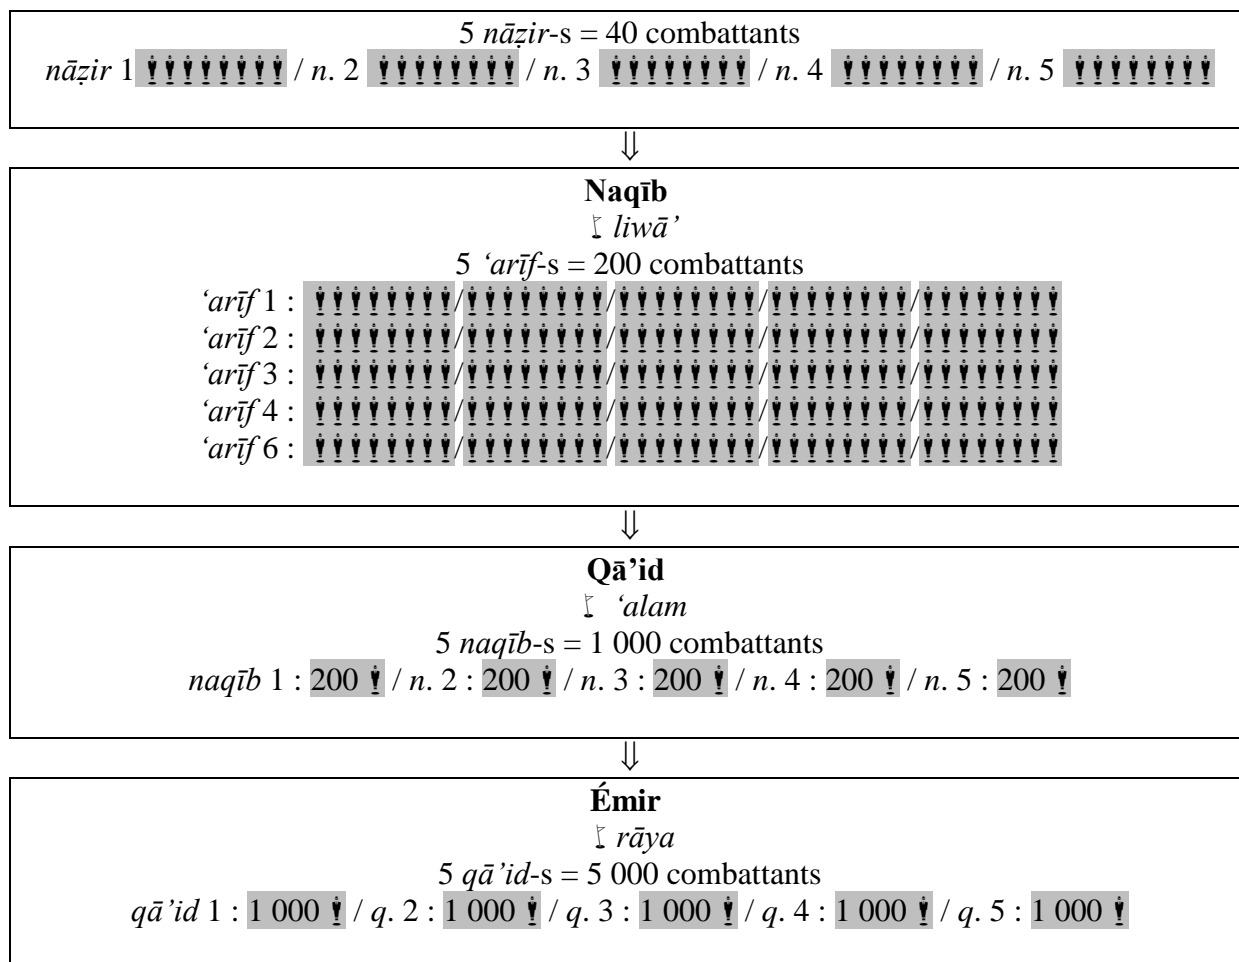 5 nāẓir-s = 40 combattants
nāẓir 1 / n. 2 / n. 3 / n. 4 / n. 5
⇓
Naqīb
liwā’
5 ‘arīf-s = 200 combattants
‘arīf 1 : / / / /
‘arīf 2 : / / / /
‘arīf 3 : / / / /
‘arīf 4 : / / / /
‘arīf 6 : / / / /
⇓
Qā’id
‘alam
5 naqīb-s = 1 000 combattants
naqīb 1 : 200 / n. 2 : 200 / n. 3 : 200 / n. 4 : 200 / n. 5 : 200
⇓
Émir
rāya
5 qā’id-s = 5 000 combattants
qā’id 1 : 1 000 / q. 2 : 1 000 / q. 3 : 1 000 / q. 4 : 1 000 / q. 5 : 1 000